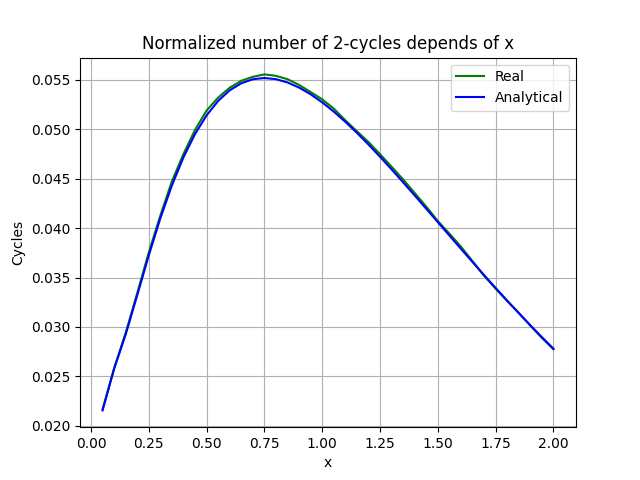 Normalized number of 2-cycles depends of x
Real
Analytical
0.055
0.050
0.045
0.040
0.035
0.030
0.025
0.020
Cycles
0.00 0.25 0.50 0.75 1.00 1.25 1.50 1.75 2.00
x